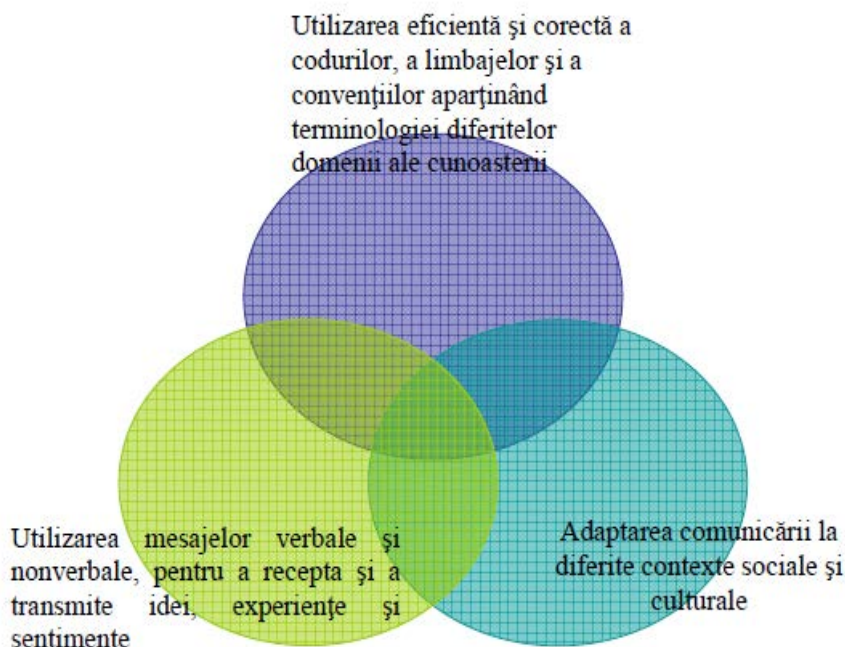 Utilizarea eficientă şi corectă a
codurilor, a limbajelor şi a
convenţiilor aparţinând
terminologiei diferitelor
domenii ale cunoasterii
Utilizarea mesajelor verbale şi
nonverbale, pentru a recepta şi a
transmite idei, experienţe şi
sentimente
Adaptarea comunicării la
diferite contexte sociale şi
culturale